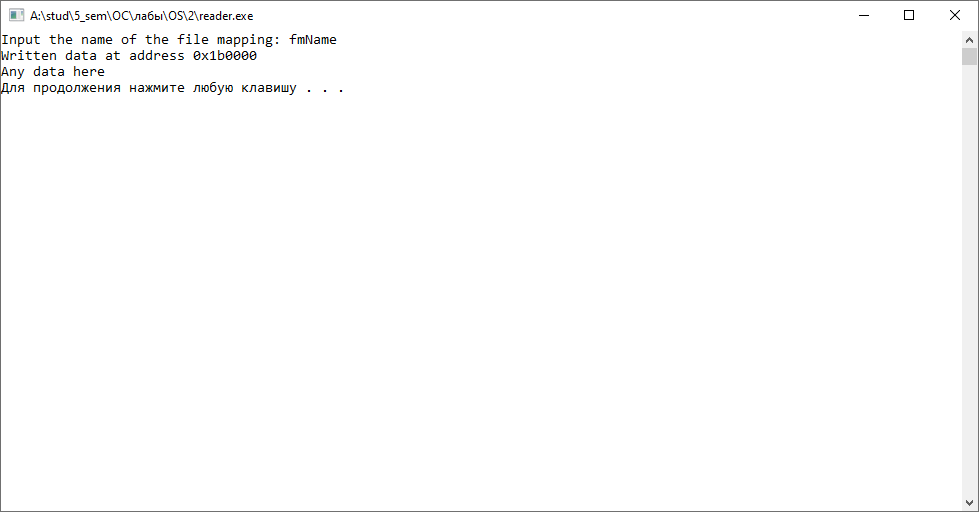 A:\stud\5_sem\ОС\лабы\OS\2\reader.exe
Input the name of the file mapping: fmName
Written data at address 0x1b0000
Any data here
Для продолжения нажмите любую клавишу . . .